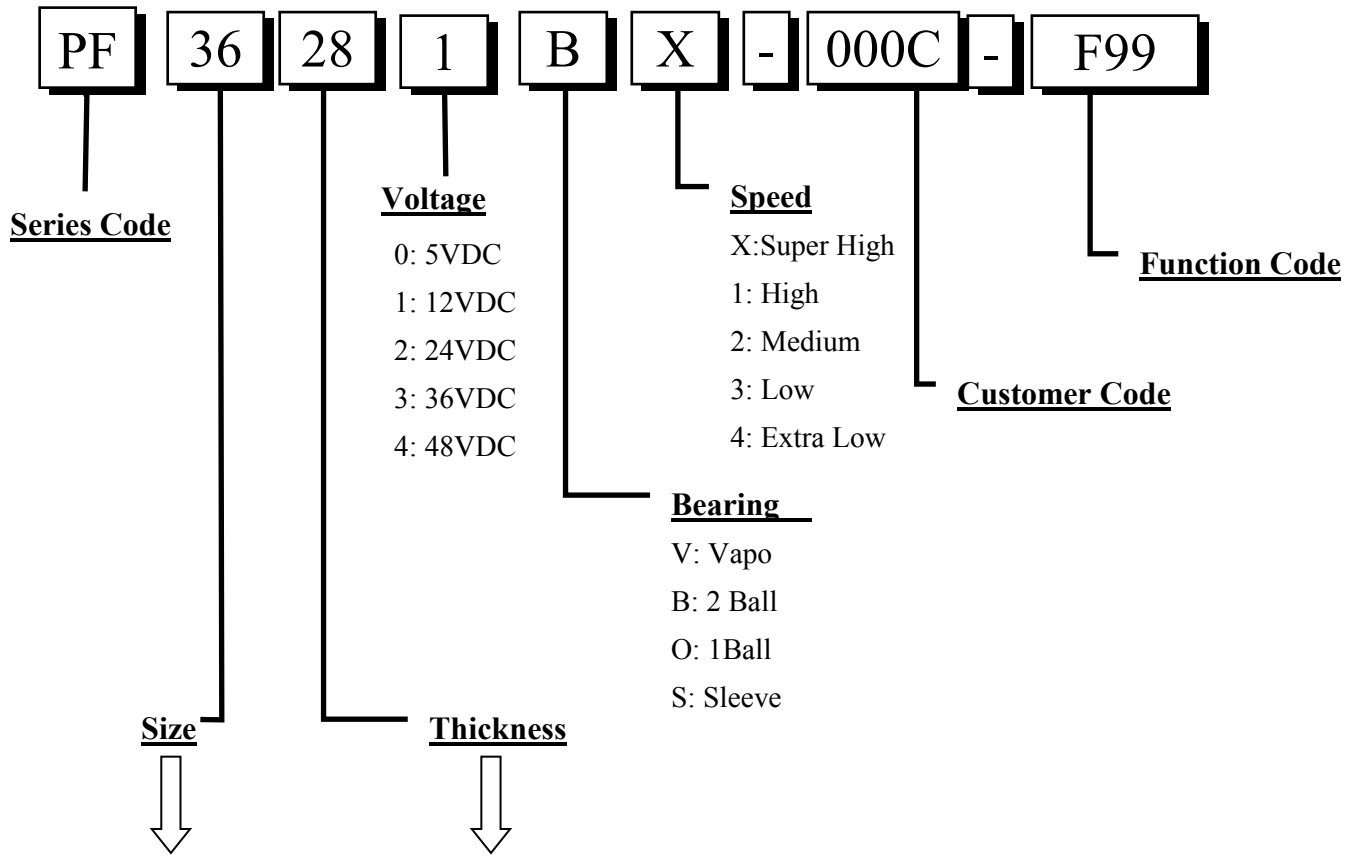 PF 36 28 1 B X - 000C - F99
Series Code
Voltage
0: 5VDC
1: 12VDC
2: 24VDC
3: 36VDC
4: 48VDC
Speed
X:Super High
1: High
2: Medium
3: Low
4: Extra Low
Function Code
Customer Code
Bearing
V: Vapo
B: 2 Ball
O: 1Ball
S: Sleeve
Size
Thickness